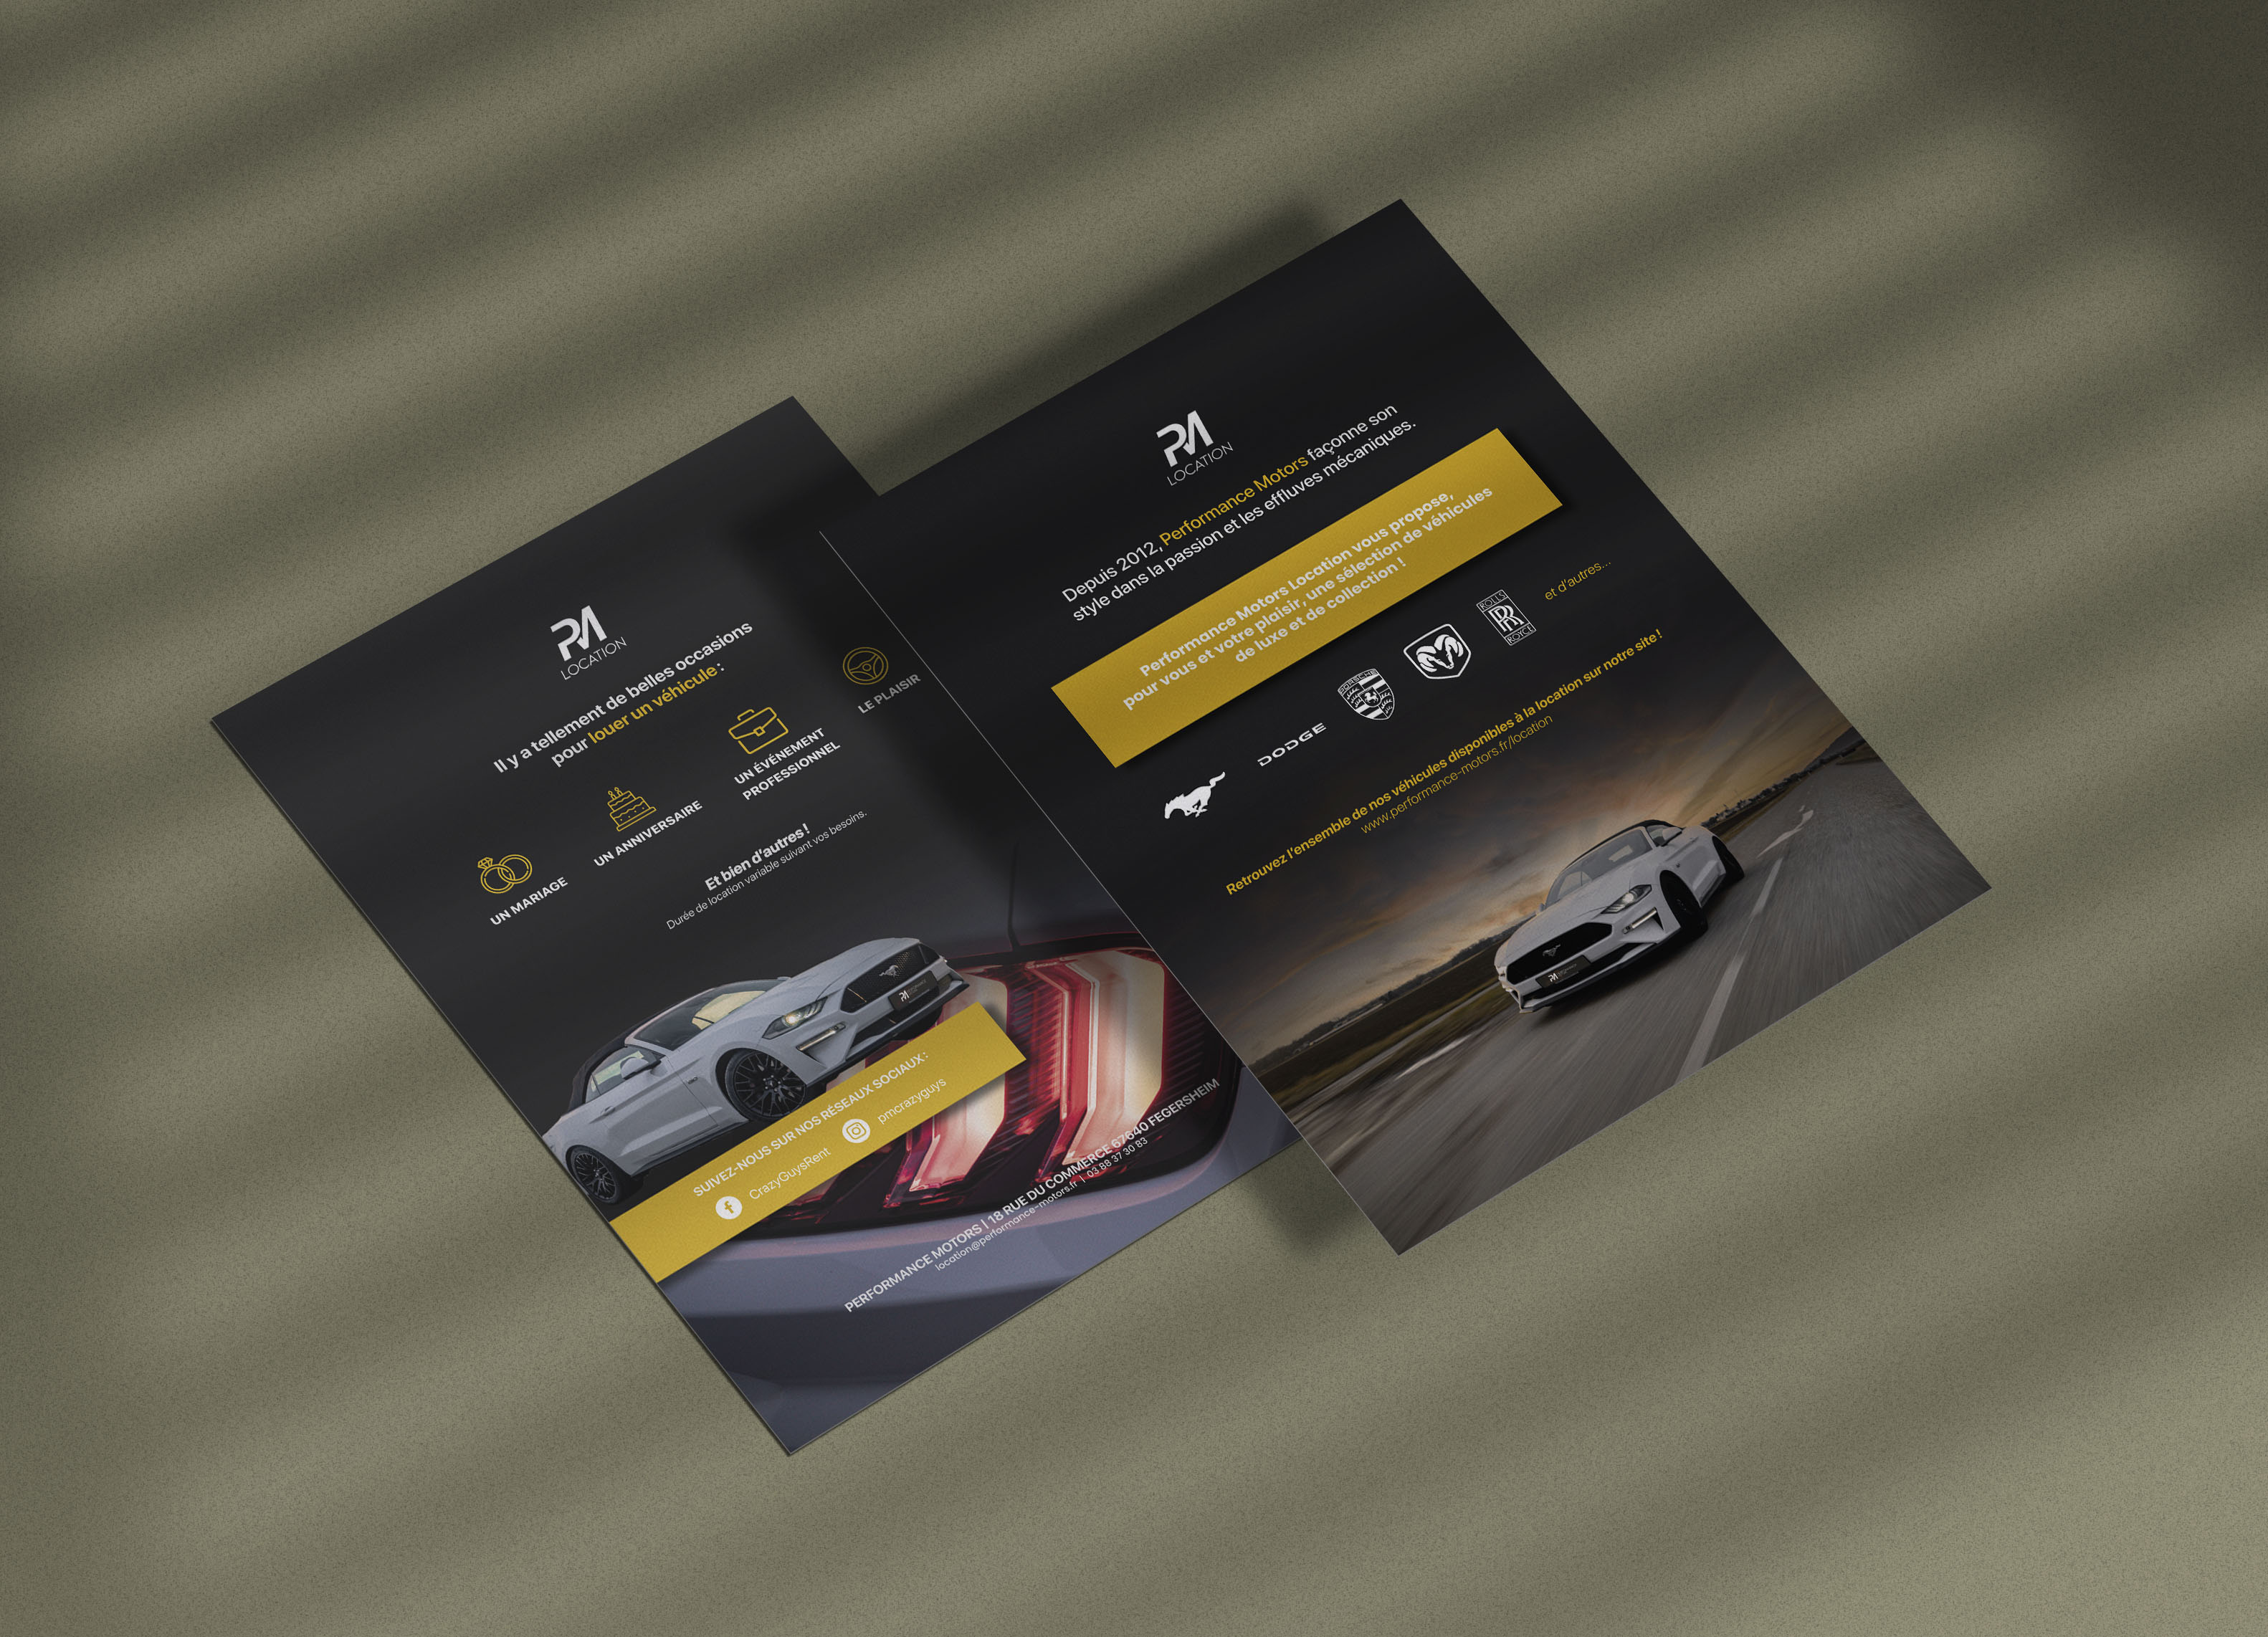 PM
LOCATION
Il y a tellement de belles occasions
pour louer un véhicule :
UN MARIAGE
UN ANNIVERSAIRE
UN ÉVÉNEMENT
PROFESSIONNEL
LE PLAISIR
Et bien d'autres !
Durée de location variable suivant vos besoins.
PM
SUIVEZ-NOUS SUR NOS RÉSEAUX SOCIAUX :
CrazyGuysRent
pmcrazyguys
PERFORMANCE MOTORS | 18 RUE DU COMMERCE 67640 FEGERSHEIM
location@performance-motors.fr | 03 88 37 30 83
PM
LOCATION
Depuis 2012, Performance Motors façonne son
style dans la passion et les effluves mécaniques.
Performance Motors Location vous propose,
pour vous et votre plaisir, une sélection de véhicules
de luxe et de collection !
DODGE
PORSCHE
ROLLS
RR
ROYCE
et d'autres...
Retrouvez l'ensemble de nos véhicules disponibles à la location sur notre site !
www.performance-motors.fr/location
PM